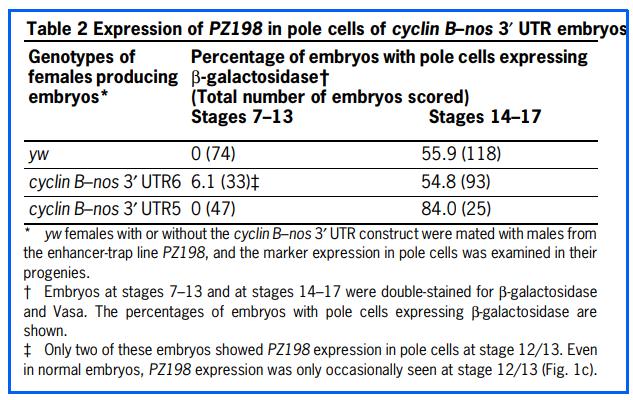 Table 2 Expression of PZ198 in pole cells of cyclin B–nos 3′ UTR embryos
Genotypes of females producing embryos*
Percentage of embryos with pole cells expressing β-galactosidase†
(Total number of embryos scored)
Stages 7–13 Stages 14–17
yw 0 (74) 55.9 (118)
cyclin B–nos 3′ UTR6 6.1 (33)‡ 54.8 (93)
cyclin B–nos 3′ UTR5 0 (47) 84.0 (25)
* yw females with or without the cyclin B–nos 3′ UTR construct were mated with males from
the enhancer-trap line PZ198, and the marker expression in pole cells was examined in their
progenies.
† Embryos at stages 7–13 and at stages 14–17 were double-stained for β-galactosidase
and Vasa. The percentages of embryos with pole cells expressing β-galactosidase are
shown.
‡ Only two of these embryos showed PZ198 expression in pole cells at stage 12/13. Even
in normal embryos, PZ198 expression was only occasionally seen at stage 12/13 (Fig. 1c).